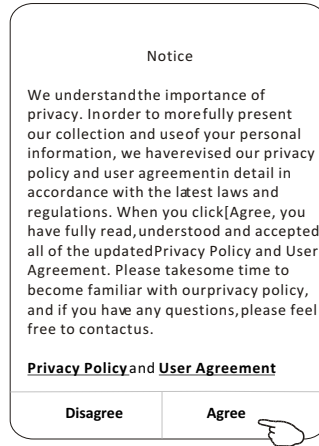 Notice
We understandthe importance of
privacy. Inorder to morefully present
our collection and useof your personal
information, we haverevised our privacy
policy and user agreementin detail in
accordance with the latest laws and
regulations. When you click[Agree, you
have fully read,understood and accepted
all of the updatedPrivacy Policy and User
Agreement. Please takesome time to
become familiar with ourprivacy policy,
and if you have any questions,please feel
free to contactus.
Privacy Policy and User Agreement
Disagree Agree